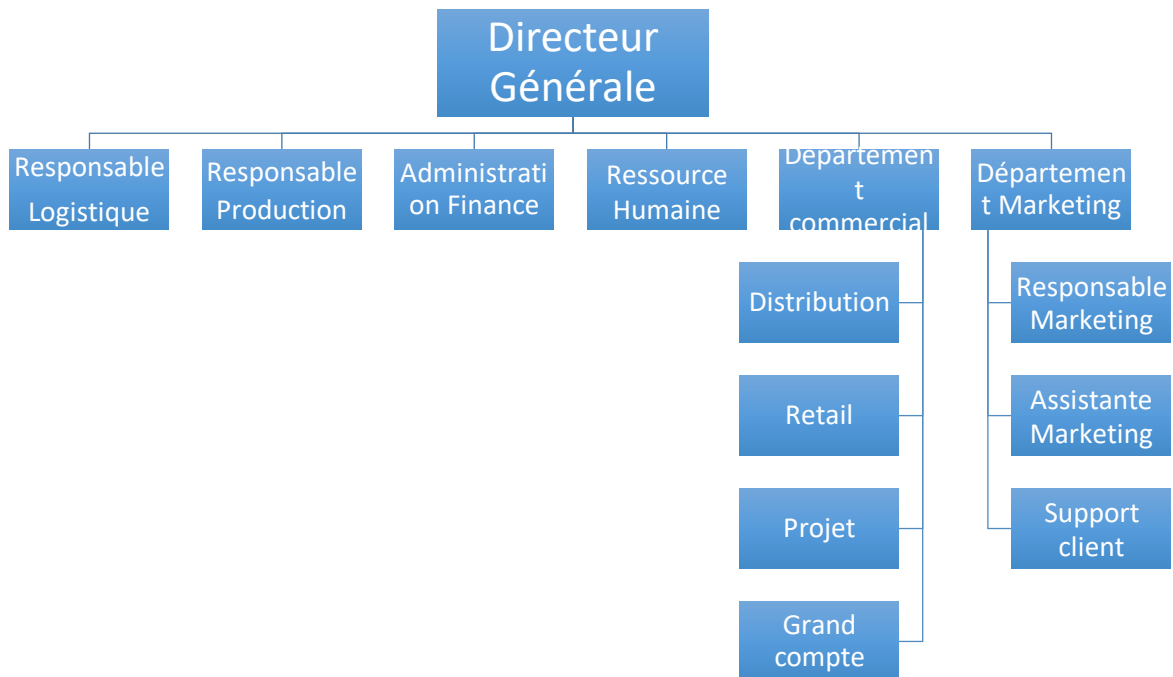 Directeur
Générale
Responsable
Logistique
Responsable
Production
Administrati
on Finance
Ressource
Humaine
Departemen
t
commercial
Départemen
t Marketing
Distribution
Retail
Projet
Grand
compte
Responsable
Marketing
Assistante
Marketing
Support
client